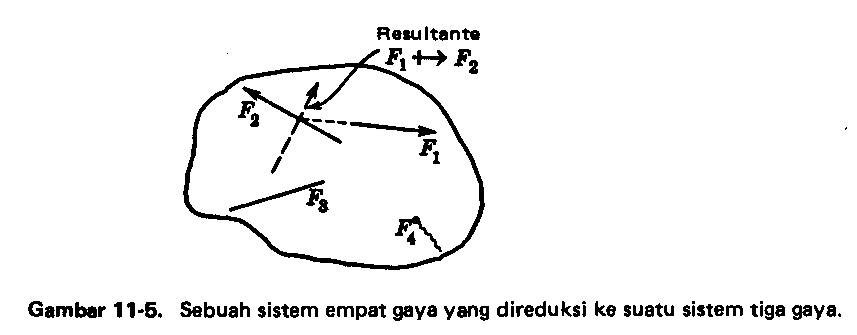 Resultante
F₁ +→ F₂
F₂
F₁
F₃
F₄
Gambar 11-5. Sebuah sistem empat gaya yang direduksi ke suatu sistem tiga gaya.